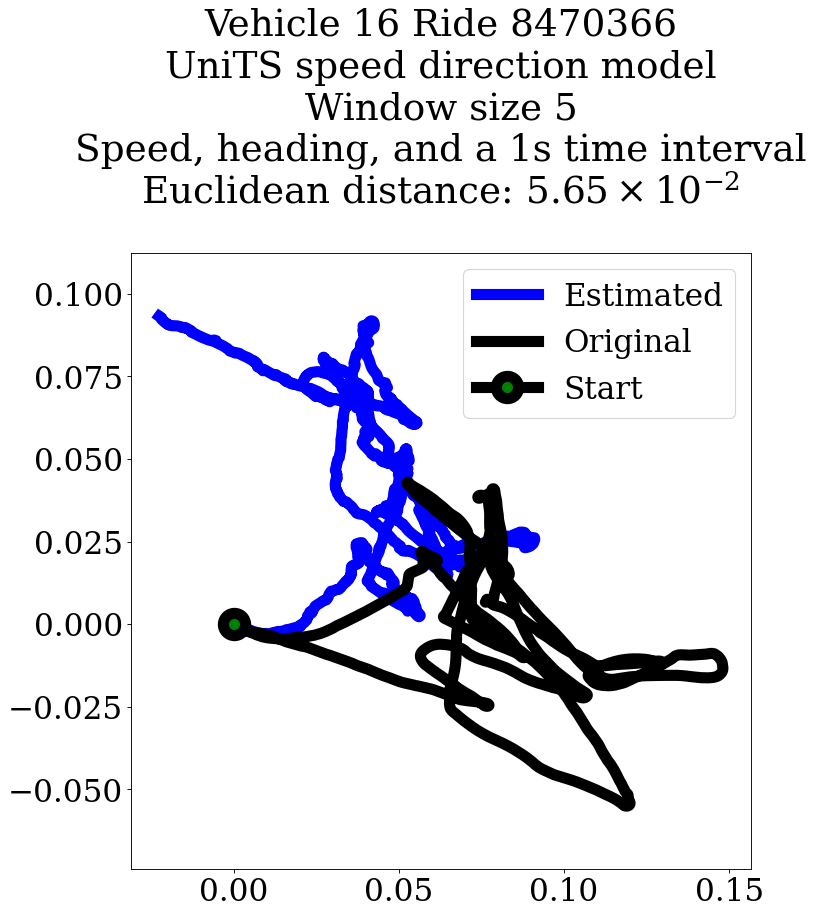 Vehicle 16 Ride 8470366
UniTS speed direction model
Window size 5
Speed, heading, and a 1s time interval
Euclidean distance: 5.65 × 10⁻²
Estimated
Original
Start
0.100
0.075
0.050
0.025
0.000
−0.025
−0.050
0.00 0.05 0.10 0.15